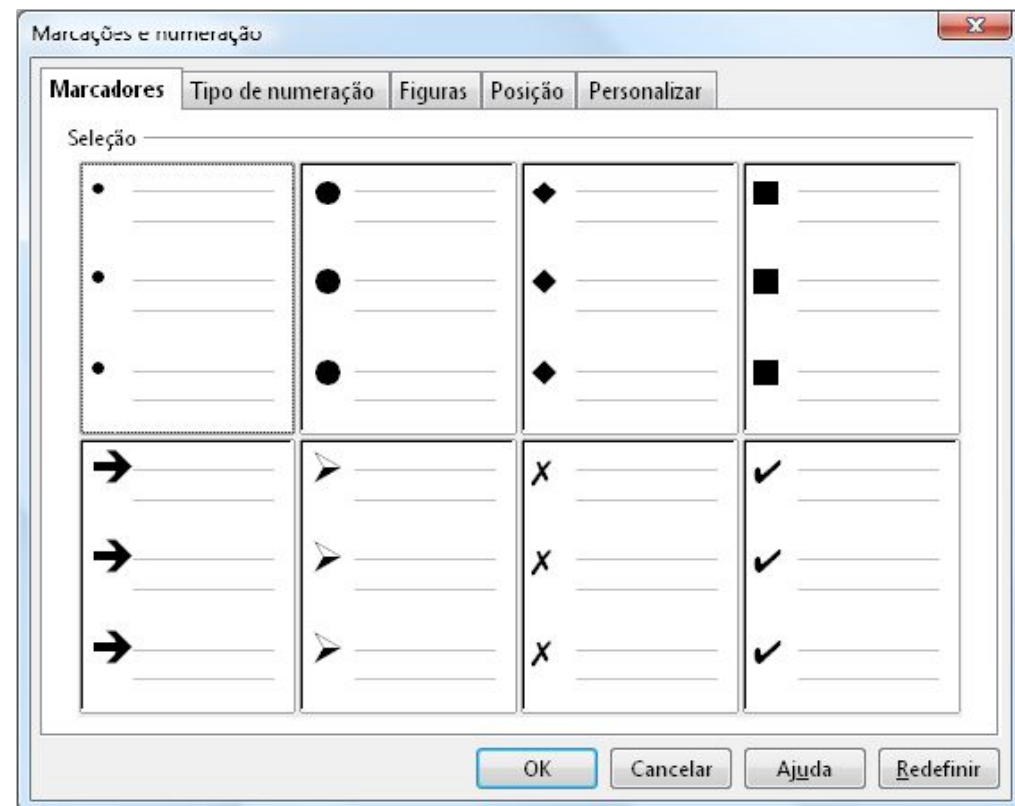 Marcações e numeração
Marcadores Tipo de numeração Figuras Posição Personalizar
Seleção
OK Cancelar Ajuda Redefinir